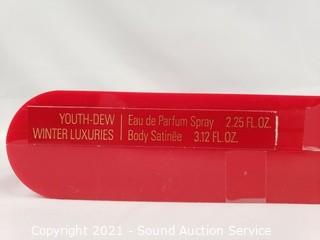 YOUTH-DEW
WINTER LUXURIES
Eau de Parfum Spray 2.25 FL.OZ.
Body Satinée 3.12 FL.OZ.
Copyright 2021 - Sound Auction Service